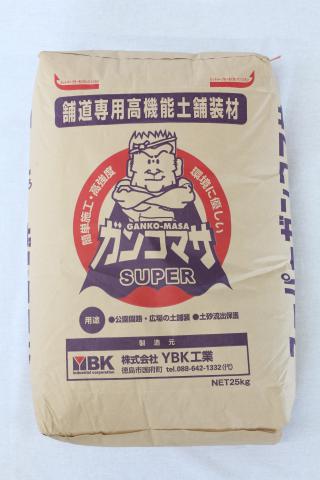 舗道専用高機能土舗装材
簡単施工・高強度
環境に優しい
GANKO-MASA
ガンコマサ
SUPER
用途 ●公園園路・広場の土舗装 ●土砂流出保護
製造元
YBK
industrial corporation
株式会社 YBK工業
徳島市国府町 tel.088-642-1332(代)
NET25kg